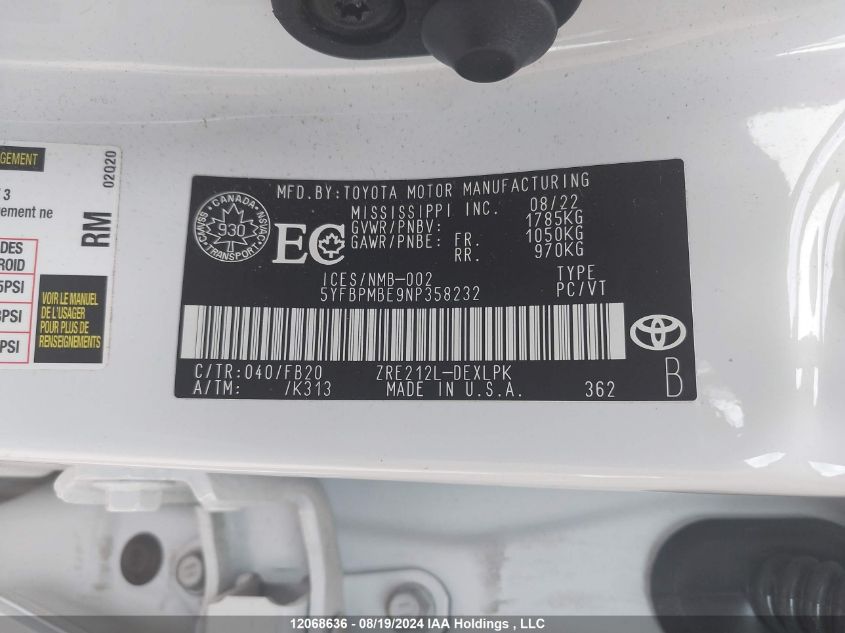 GEMENT
3
ement ne
DES
ROID
5PSI
PSI
PSI
RM
02Q20
VOIR LE MANUEL
DE L'USAGER
POUR PLUS DE
RENSEIGNEMENTS
MFD.BY:TOYOTA MOTOR MANUFACTURING
MISSISSIPPI INC. 08/22
GVWR/PNBV: 1785KG
GAWR/PNBE: FR. 1050KG
RR. 970KG
CANADA
CMVSS NSVAC
930
TRANSPORT
EC
ICES/NMB-002
5YFBPMBE9NP358232
TYPE
PC/VT
C/TR:040/FB20 ZRE212L-DEXLPK
A/TM: /K313 MADE IN U.S.A. 362
B
12068636 - 08/19/2024 IAA Holdings , LLC